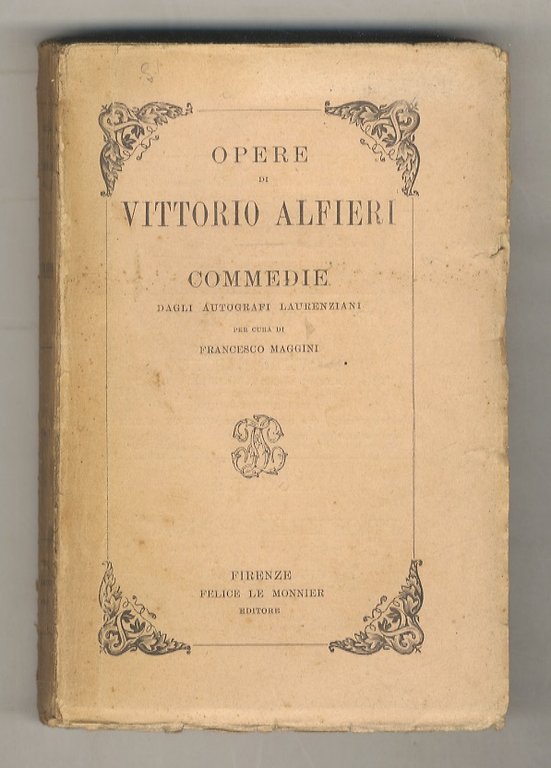 OPERE
DI
VITTORIO ALFIERI
COMMEDIE
DAGLI AUTOGRAFI LAURENZIANI
PER CURA DI
FRANCESCO MAGGINI
FIRENZE
FELICE LE MONNIER
EDITORE